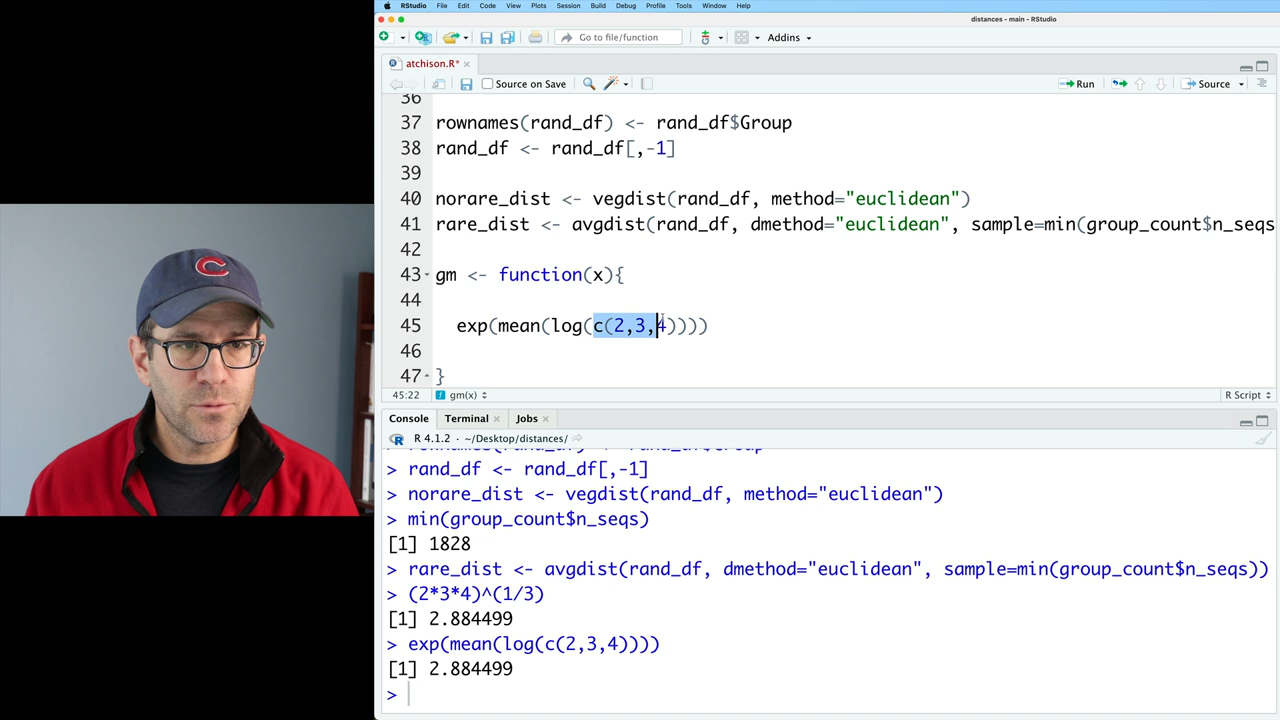 RStudio File Edit Code View Plots Session Build Debug Profile Tools Window Help
distances - main - RStudio
Go to file/function Addins
atchison.R*
Source on Save Run Source
36
37 rownames(rand_df) <- rand_df$Group
38 rand_df <- rand_df[,-1]
39
40 norare_dist <- vegdist(rand_df, method="euclidean")
41 rare_dist <- avgdist(rand_df, dmethod="euclidean", sample=min(group_count$n_seqs
42
43 gm <- function(x){
44
45 exp(mean(log(c(2,3,4))))
46
47 }
45:22 gm(x) R Script
Console Terminal Jobs
R 4.1.2 · ~/Desktop/distances/
> rownames(rand_df) <- rand_df$Group
> rand_df <- rand_df[,-1]
> norare_dist <- vegdist(rand_df, method="euclidean")
> min(group_count$n_seqs)
[1] 1828
> rare_dist <- avgdist(rand_df, dmethod="euclidean", sample=min(group_count$n_seqs))
> (2*3*4)^(1/3)
[1] 2.884499
> exp(mean(log(c(2,3,4))))
[1] 2.884499
>